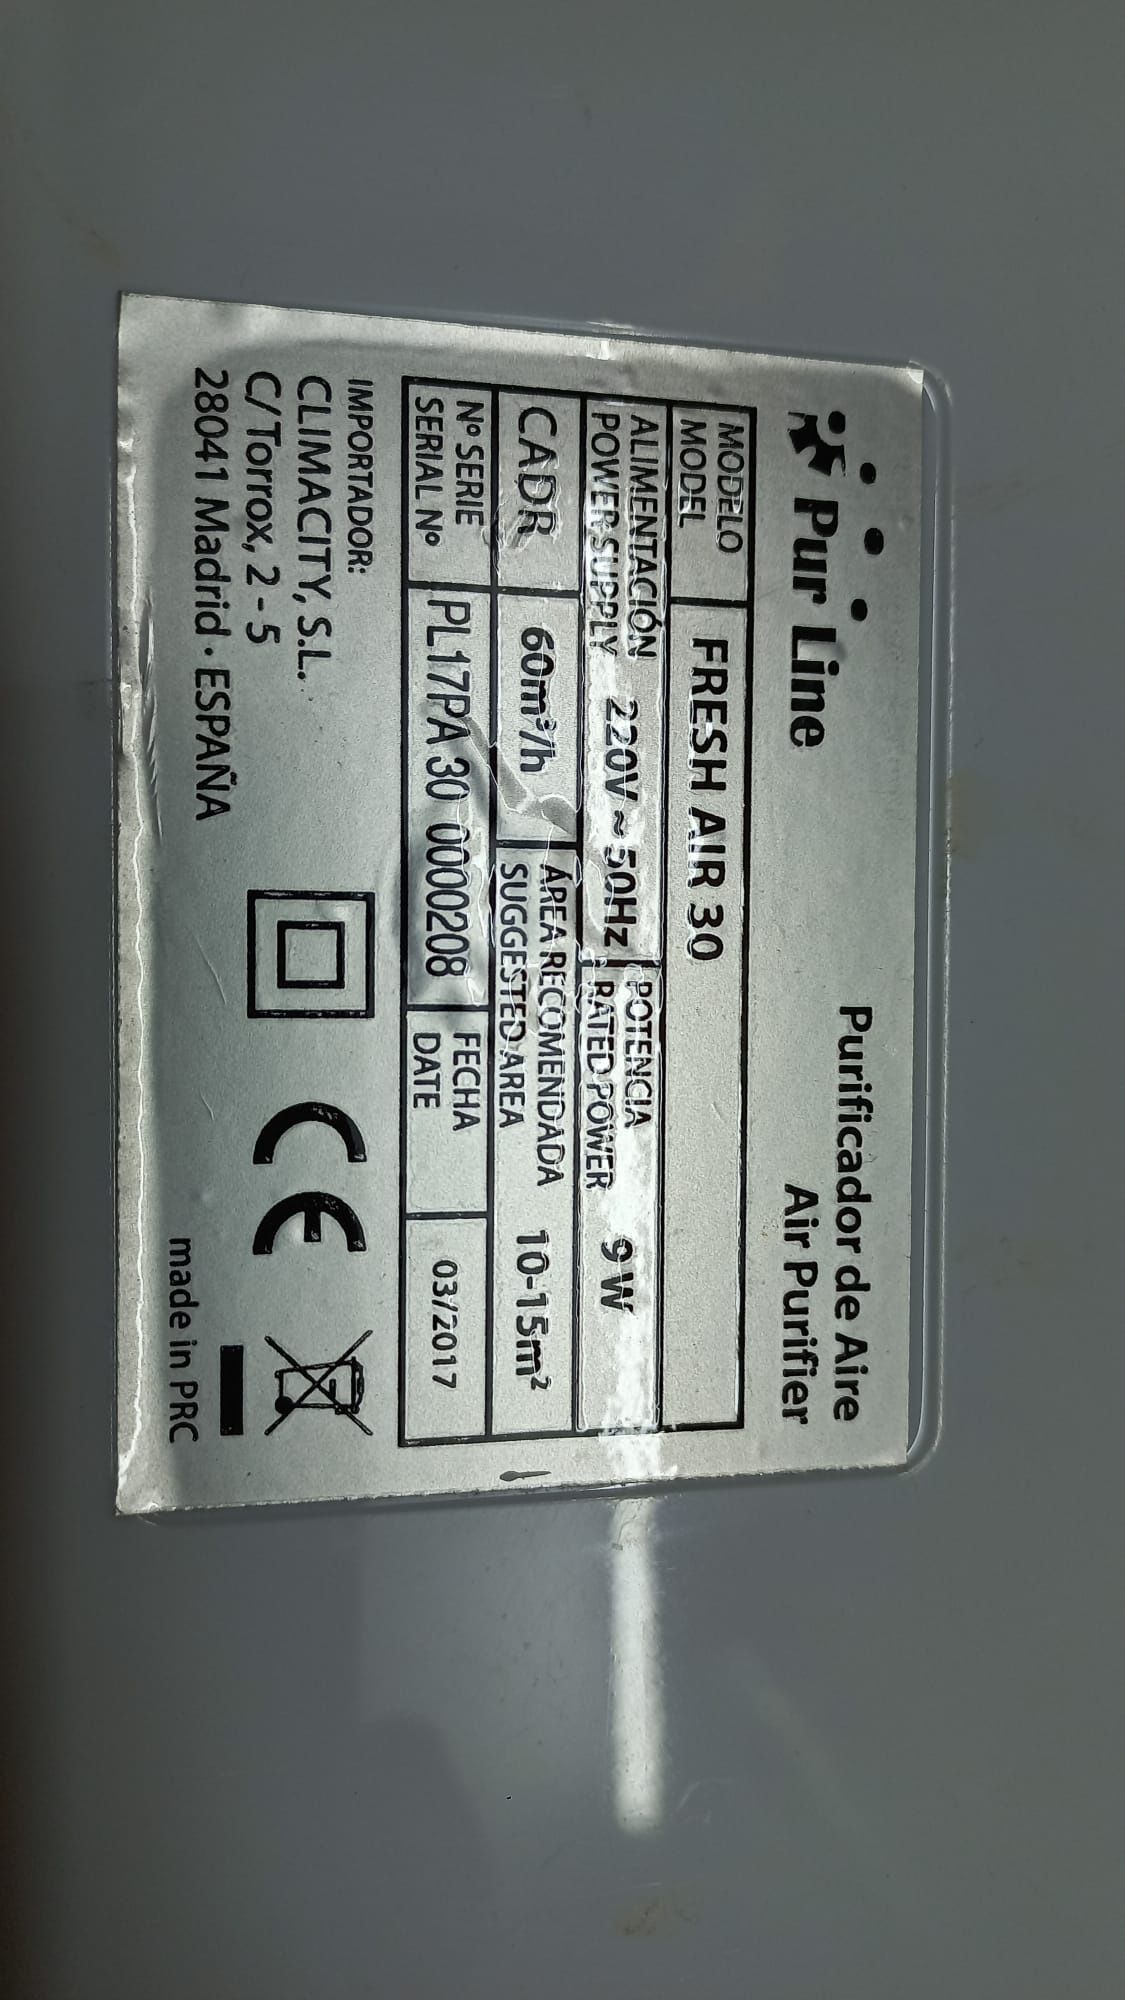 Pur Line
Purificador de Aire
Air Purifier
MODELO
MODEL
FRESH AIR 30
ALIMENTACIÓN
POWER SUPPLY
220V ~ 50Hz
POTENCIA
RATED POWER
9 W
CADR
60m³/h
ÁREA RECOMENDADA
SUGGESTED AREA
10-15m²
Nº SERIE
SERIAL Nº
PL17PA 30 0000208
FECHA
DATE
03/2017
IMPORTADOR:
CLIMACITY, S.L.
C/ Torrox, 2 - 5
28041 Madrid · ESPAÑA
CE
made in PRC